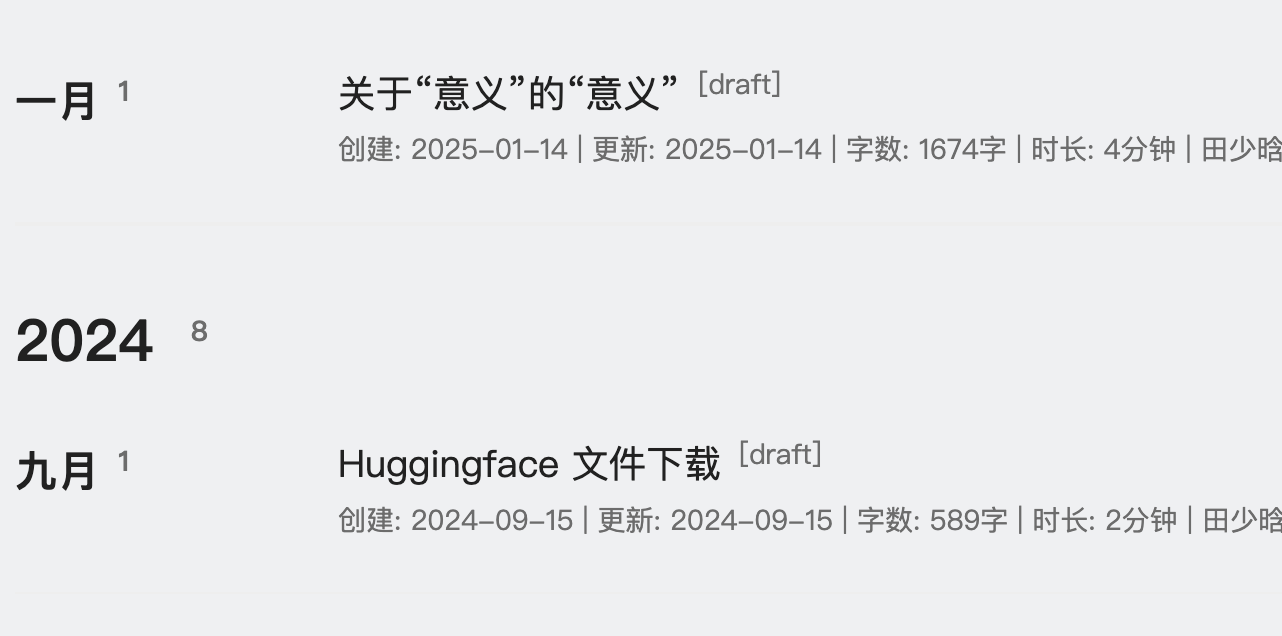 一月 1
关于“意义”的“意义” [draft]
创建: 2025-01-14 | 更新: 2025-01-14 | 字数: 1674字 | 时长: 4分钟 | 田少晗
2024 8
九月 1
Huggingface 文件下载 [draft]
创建: 2024-09-15 | 更新: 2024-09-15 | 字数: 589字 | 时长: 2分钟 | 田少晗